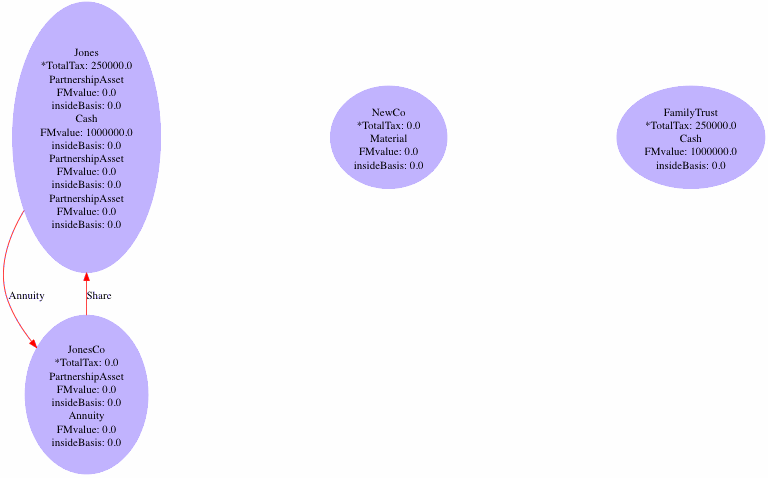 Jones
*TotalTax: 250000.0
PartnershipAsset
FMvalue: 0.0
insideBasis: 0.0
Cash
FMvalue: 1000000.0
insideBasis: 0.0
PartnershipAsset
FMvalue: 0.0
insideBasis: 0.0
PartnershipAsset
FMvalue: 0.0
insideBasis: 0.0
NewCo
*TotalTax: 0.0
Material
FMvalue: 0.0
insideBasis: 0.0
FamilyTrust
*TotalTax: 250000.0
Cash
FMvalue: 1000000.0
insideBasis: 0.0
Annuity
Share
JonesCo
*TotalTax: 0.0
PartnershipAsset
FMvalue: 0.0
insideBasis: 0.0
Annuity
FMvalue: 0.0
insideBasis: 0.0